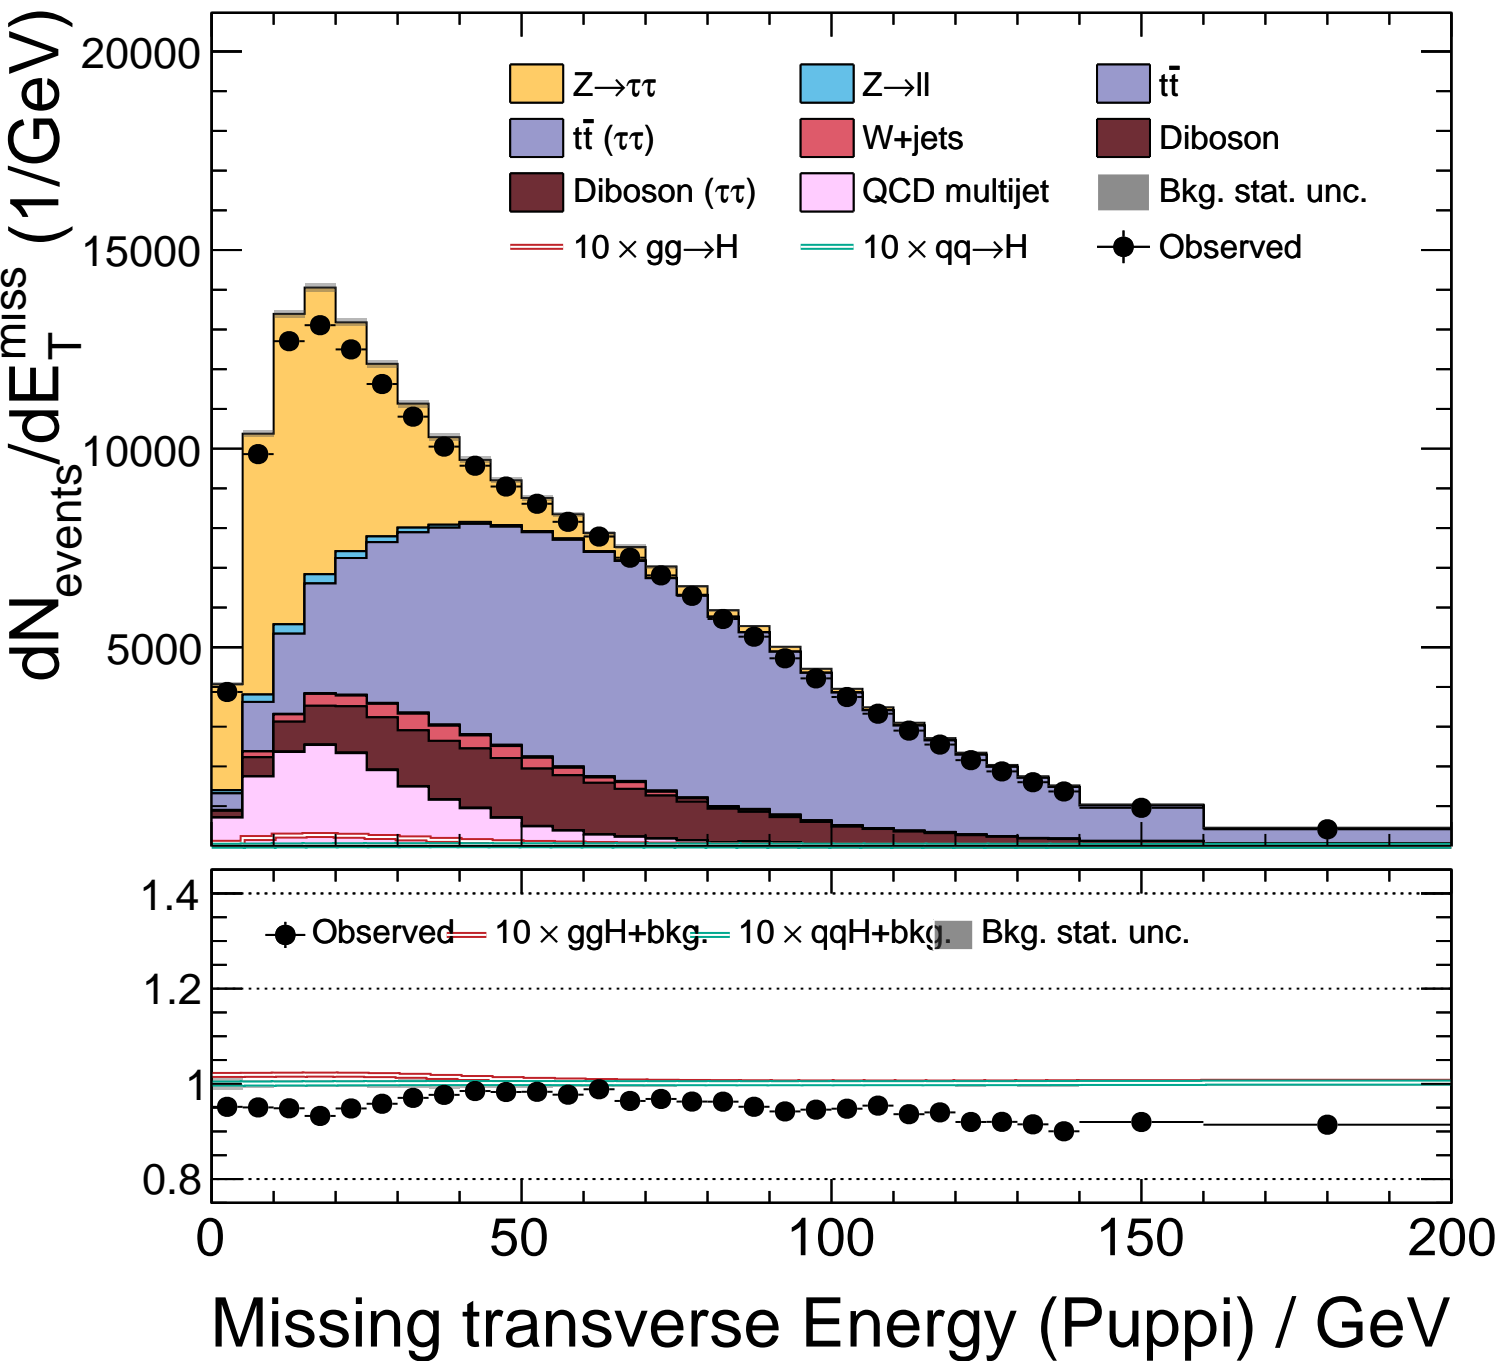 dN_events/dE_T^miss (1/GeV)
20000
15000
10000
5000
Z→ττ Z→ll tt̄
tt̄ (ττ) W+jets Diboson
Diboson (ττ) QCD multijet Bkg. stat. unc.
10 × gg→H 10 × qq→H Observed
1.4
1.2
1
0.8
Observed 10 × ggH+bkg. 10 × qqH+bkg. Bkg. stat. unc.
0 50 100 150 200
Missing transverse Energy (Puppi) / GeV